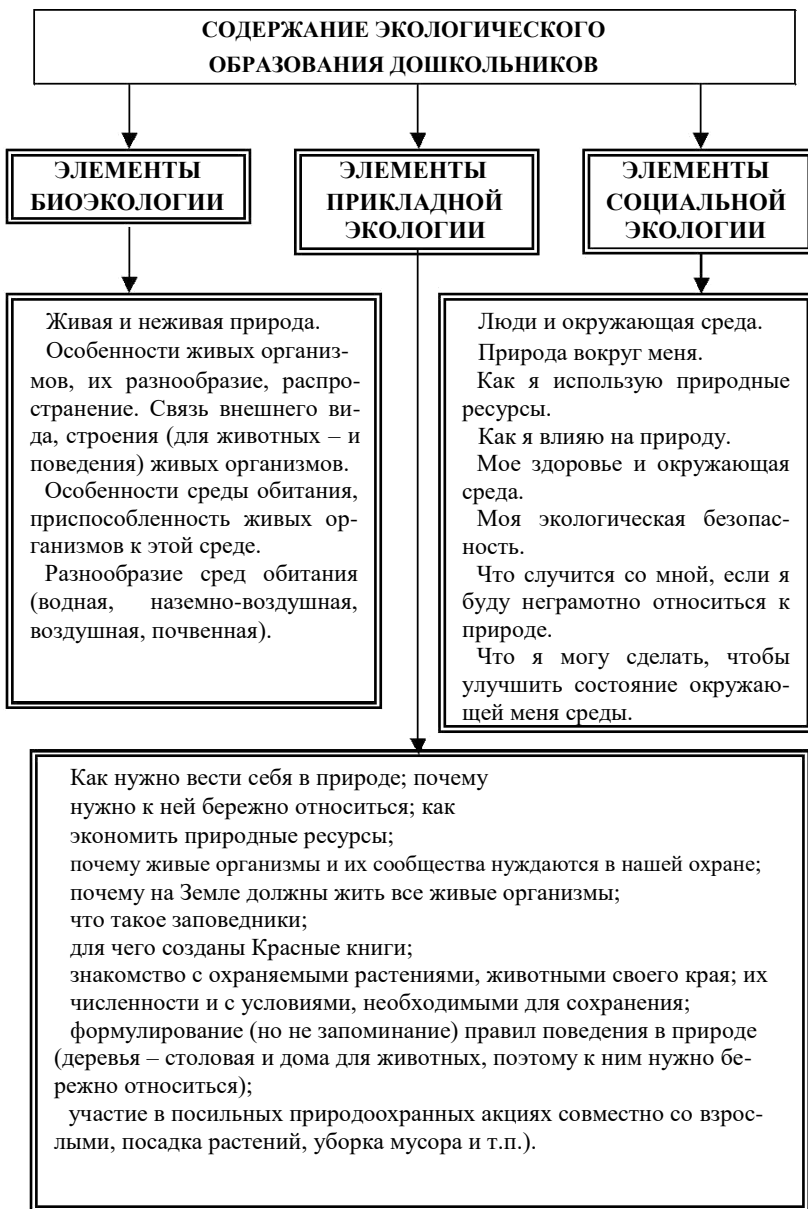 СОДЕРЖАНИЕ ЭКОЛОГИЧЕСКОГО
ОБРАЗОВАНИЯ ДОШКОЛЬНИКОВ
ЭЛЕМЕНТЫ
БИОЭКОЛОГИИ
ЭЛЕМЕНТЫ
ПРИКЛАДНОЙ
ЭКОЛОГИИ
ЭЛЕМЕНТЫ
СОЦИАЛЬНОЙ
ЭКОЛОГИИ
Живая и неживая природа.
Особенности живых организ-
мов, их разнообразие, распро-
странение. Связь внешнего ви-
да, строения (для животных – и
поведения) живых организмов.
Особенности среды обитания,
приспособленность живых ор-
ганизмов к этой среде.
Разнообразие сред обитания
(водная, наземно-воздушная,
воздушная, почвенная).
Люди и окружающая среда.
Природа вокруг меня.
Как я использую природные
ресурсы.
Как я влияю на природу.
Мое здоровье и окружающая
среда.
Моя экологическая безопас-
ность.
Что случится со мной, если я
буду неграмотно относиться к
природе.
Что я могу сделать, чтобы
улучшить состояние окружаю-
щей меня среды.
Как нужно вести себя в природе; почему
нужно к ней бережно относиться; как
экономить природные ресурсы;
почему живые организмы и их сообщества нуждаются в нашей охране;
почему на Земле должны жить все живые организмы;
что такое заповедники;
для чего созданы Красные книги;
знакомство с охраняемыми растениями, животными своего края; их
численности и с условиями, необходимыми для сохранения;
формулирование (но не запоминание) правил поведения в природе
(деревья – столовая и дома для животных, поэтому к ним нужно бе-
режно относиться);
участие в посильных природоохранных акциях совместно со взрос-
лыми, посадка растений, уборка мусора и т.п.).